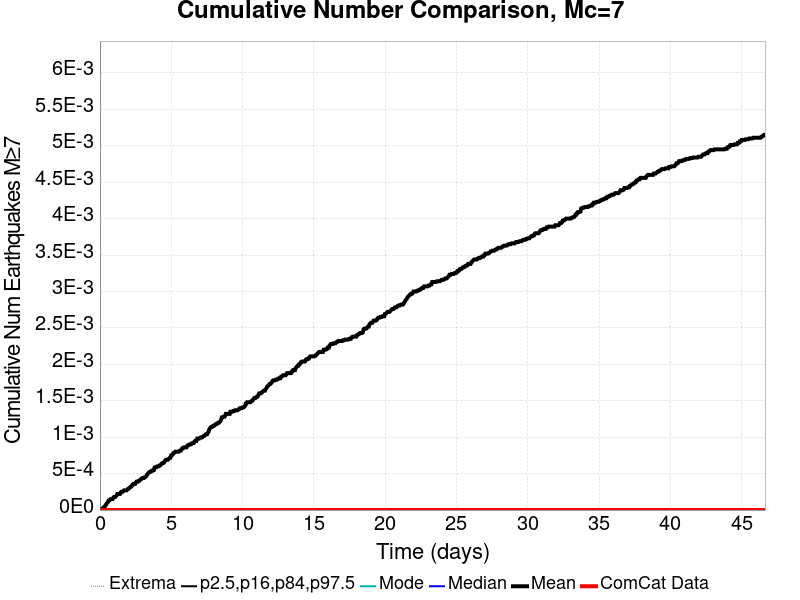 Cumulative Number Comparison, Mc=7
Cumulative Num Earthquakes M≥7
6E-3
5.5E-3
5E-3
4.5E-3
4E-3
3.5E-3
3E-3
2.5E-3
2E-3
1.5E-3
1E-3
5E-4
0E0
0 5 10 15 20 25 30 35 40 45
Time (days)
Extrema p2.5,p16,p84,p97.5 Mode Median Mean ComCat Data